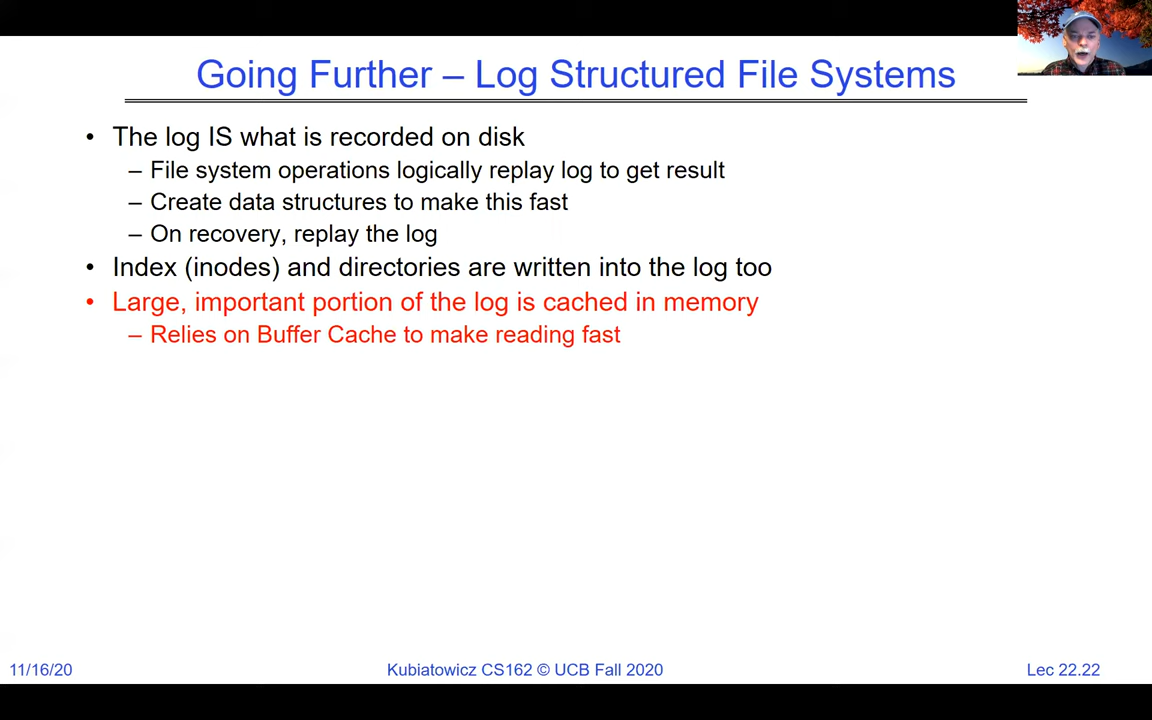 Going Further – Log Structured File Systems
• The log IS what is recorded on disk
– File system operations logically replay log to get result
– Create data structures to make this fast
– On recovery, replay the log
• Index (inodes) and directories are written into the log too
• Large, important portion of the log is cached in memory
– Relies on Buffer Cache to make reading fast
11/16/20
Kubiatowicz CS162 © UCB Fall 2020
Lec 22.22